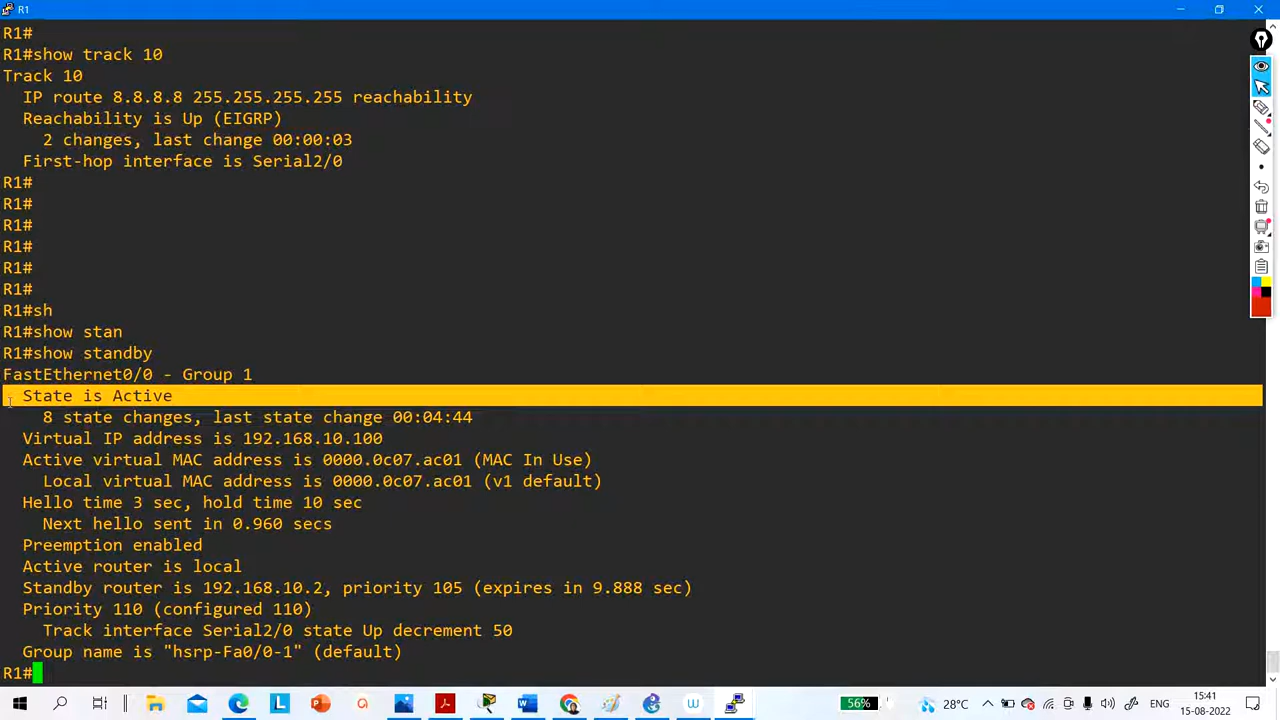 R1
R1#
R1#show track 10
Track 10
  IP route 8.8.8.8 255.255.255.255 reachability
  Reachability is Up (EIGRP)
    2 changes, last change 00:00:03
  First-hop interface is Serial2/0
R1#
R1#
R1#
R1#
R1#
R1#
R1#sh
R1#show stan
R1#show standby
FastEthernet0/0 - Group 1
  State is Active
    8 state changes, last state change 00:04:44
  Virtual IP address is 192.168.10.100
  Active virtual MAC address is 0000.0c07.ac01 (MAC In Use)
    Local virtual MAC address is 0000.0c07.ac01 (v1 default)
  Hello time 3 sec, hold time 10 sec
    Next hello sent in 0.960 secs
  Preemption enabled
  Active router is local
  Standby router is 192.168.10.2, priority 105 (expires in 9.888 sec)
  Priority 110 (configured 110)
    Track interface Serial2/0 state Up decrement 50
  Group name is "hsrp-Fa0/0-1" (default)
R1#
56%
28°C
ENG
15:41
15-08-2022